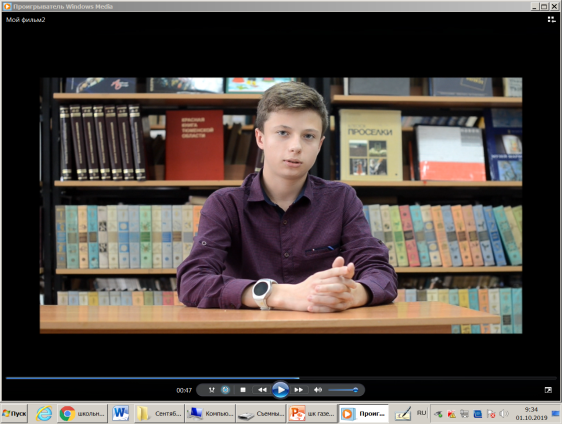 Проигрыватель Windows Media
Мой фильм2
КРАСНАЯ
КНИГА
ТЮМЕНСКОЙ
ОБЛАСТИ
ПРОСЕЛКИ
00:47
Пуск
школьн...
Сентяб...
Компью...
Съемны...
шк газе...
Проиг...
RU
9:34
01.10.2019